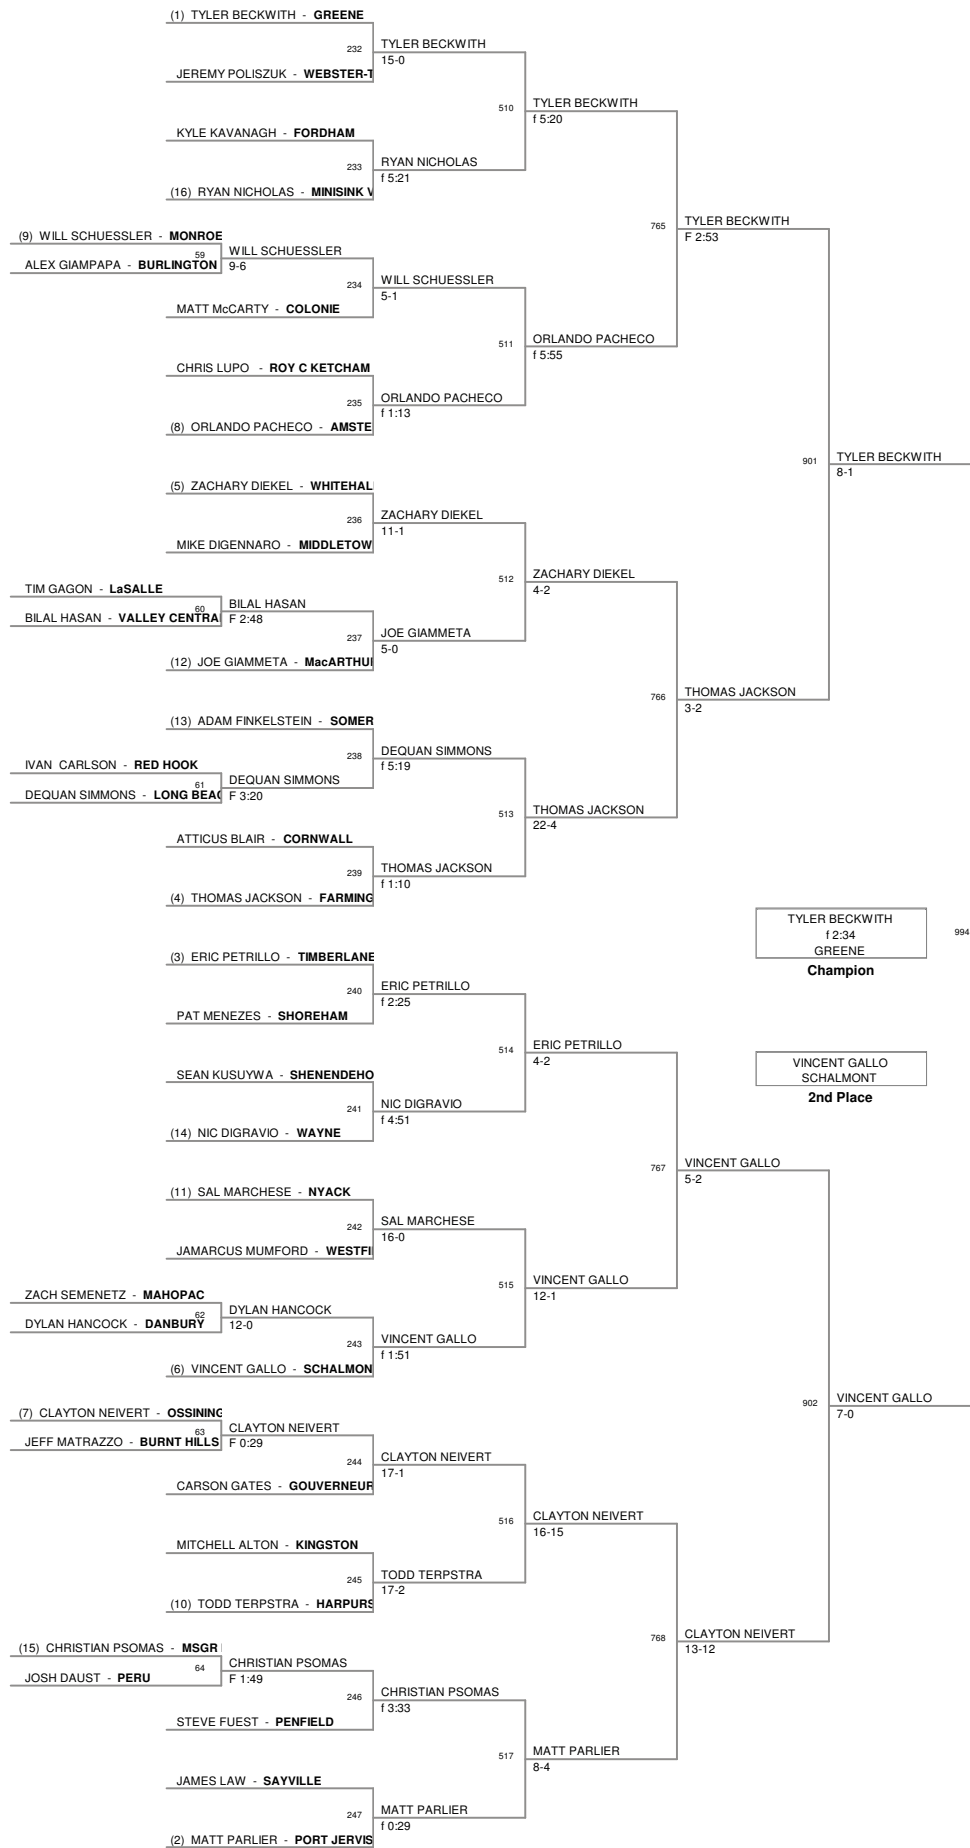 (1) TYLER BECKWITH - GREENE
232 TYLER BECKWITH
15-0
JEREMY POLISZUK - WEBSTER-T
510 TYLER BECKWITH
f 5:20
KYLE KAVANAGH - FORDHAM
233 RYAN NICHOLAS
f 5:21
(16) RYAN NICHOLAS - MINISINK V
765 TYLER BECKWITH
F 2:53
(9) WILL SCHUESSLER - MONROE
59 WILL SCHUESSLER
ALEX GIAMPAPA - BURLINGTON
9-6
234 WILL SCHUESSLER
5-1
MATT McCARTY - COLONIE
511 ORLANDO PACHECO
f 5:55
CHRIS LUPO - ROY C KETCHAM
235 ORLANDO PACHECO
f 1:13
(8) ORLANDO PACHECO - AMSTE
901 TYLER BECKWITH
8-1
(5) ZACHARY DIEKEL - WHITEHAL
236 ZACHARY DIEKEL
11-1
MIKE DIGENNARO - MIDDLETOW
512 ZACHARY DIEKEL
4-2
TIM GAGON - LaSALLE
60 BILAL HASAN
BILAL HASAN - VALLEY CENTRA
F 2:48
237 JOE GIAMMETA
5-0
(12) JOE GIAMMETA - MacARTHUR
766 THOMAS JACKSON
3-2
(13) ADAM FINKELSTEIN - SOMER
238 DEQUAN SIMMONS
f 5:19
IVAN CARLSON - RED HOOK
61 DEQUAN SIMMONS
DEQUAN SIMMONS - LONG BEAC
F 3:20
513 THOMAS JACKSON
22-4
ATTICUS BLAIR - CORNWALL
239 THOMAS JACKSON
f 1:10
(4) THOMAS JACKSON - FARMING
TYLER BECKWITH
f 2:34
994
GREENE
Champion
(3) ERIC PETRILLO - TIMBERLANE
240 ERIC PETRILLO
f 2:25
PAT MENEZES - SHOREHAM
514 ERIC PETRILLO
4-2
VINCENT GALLO
SCHALMONT
2nd Place
SEAN KUSUYWA - SHENENDEHO
241 NIC DIGRAVIO
f 4:51
(14) NIC DIGRAVIO - WAYNE
767 VINCENT GALLO
5-2
(11) SAL MARCHESE - NYACK
242 SAL MARCHESE
16-0
JAMARCUS MUMFORD - WESTFI
515 VINCENT GALLO
12-1
ZACH SEMENETZ - MAHOPAC
62 DYLAN HANCOCK
DYLAN HANCOCK - DANBURY
12-0
243 VINCENT GALLO
f 1:51
(6) VINCENT GALLO - SCHALMON
902 VINCENT GALLO
7-0
(7) CLAYTON NEIVERT - OSSINING
63 CLAYTON NEIVERT
JEFF MATRAZZO - BURNT HILLS
F 0:29
244 CLAYTON NEIVERT
17-1
CARSON GATES - GOUVERNEUR
516 CLAYTON NEIVERT
16-15
MITCHELL ALTON - KINGSTON
245 TODD TERPSTRA
17-2
(10) TODD TERPSTRA - HARPURS
768 CLAYTON NEIVERT
13-12
(15) CHRISTIAN PSOMAS - MSGR
64 CHRISTIAN PSOMAS
JOSH DAUST - PERU
F 1:49
246 CHRISTIAN PSOMAS
f 3:33
STEVE FUEST - PENFIELD
517 MATT PARLIER
8-4
JAMES LAW - SAYVILLE
247 MATT PARLIER
f 0:29
(2) MATT PARLIER - PORT JERVIS